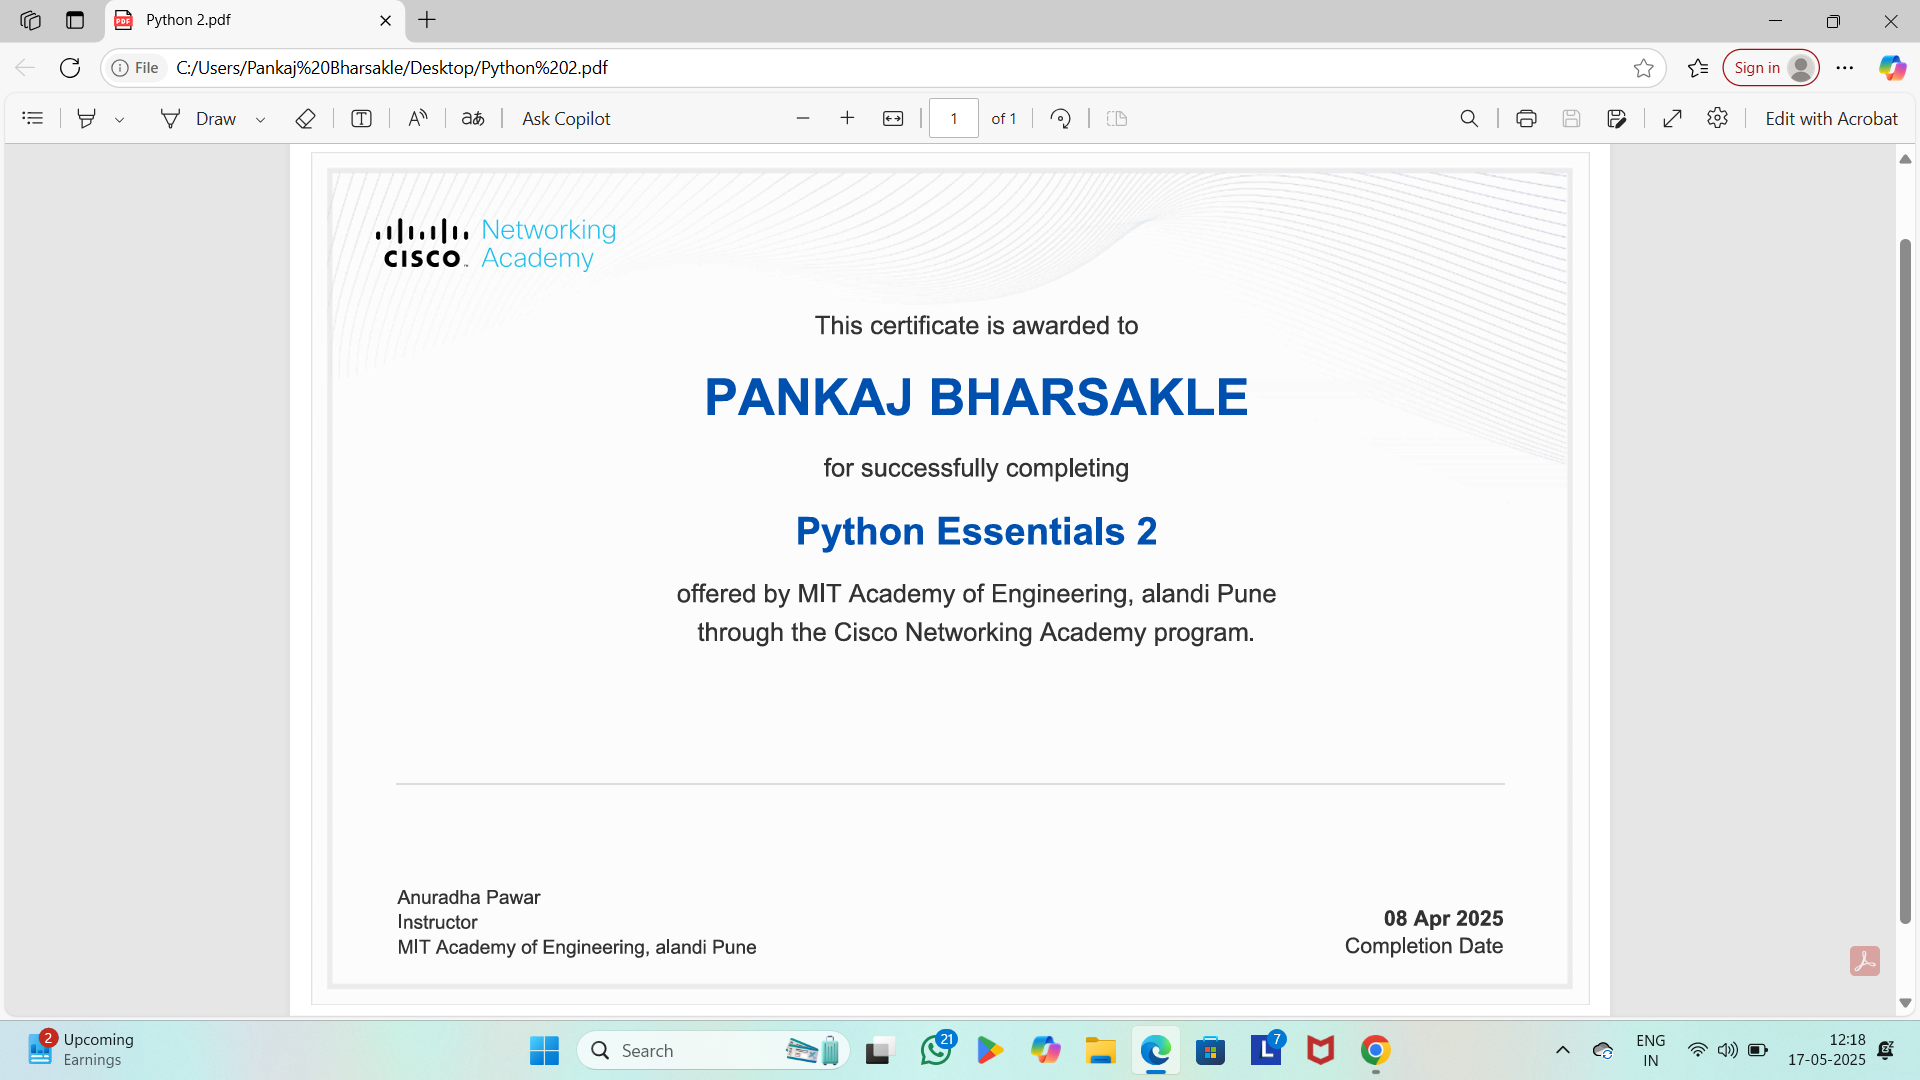 Python 2.pdf
File
C:/Users/Pankaj%20Bharsakle/Desktop/Python%202.pdf
Sign in
Draw
T
A
aあ
Ask Copilot
1
of 1
Edit with Acrobat
CISCO
Networking
Academy
This certificate is awarded to
PANKAJ BHARSAKLE
for successfully completing
Python Essentials 2
offered by MIT Academy of Engineering, alandi Pune
through the Cisco Networking Academy program.
Anuradha Pawar
Instructor
MIT Academy of Engineering, alandi Pune
08 Apr 2025
Completion Date
2
Upcoming
Earnings
Search
21
L
7
ENG
IN
12:18
17-05-2025